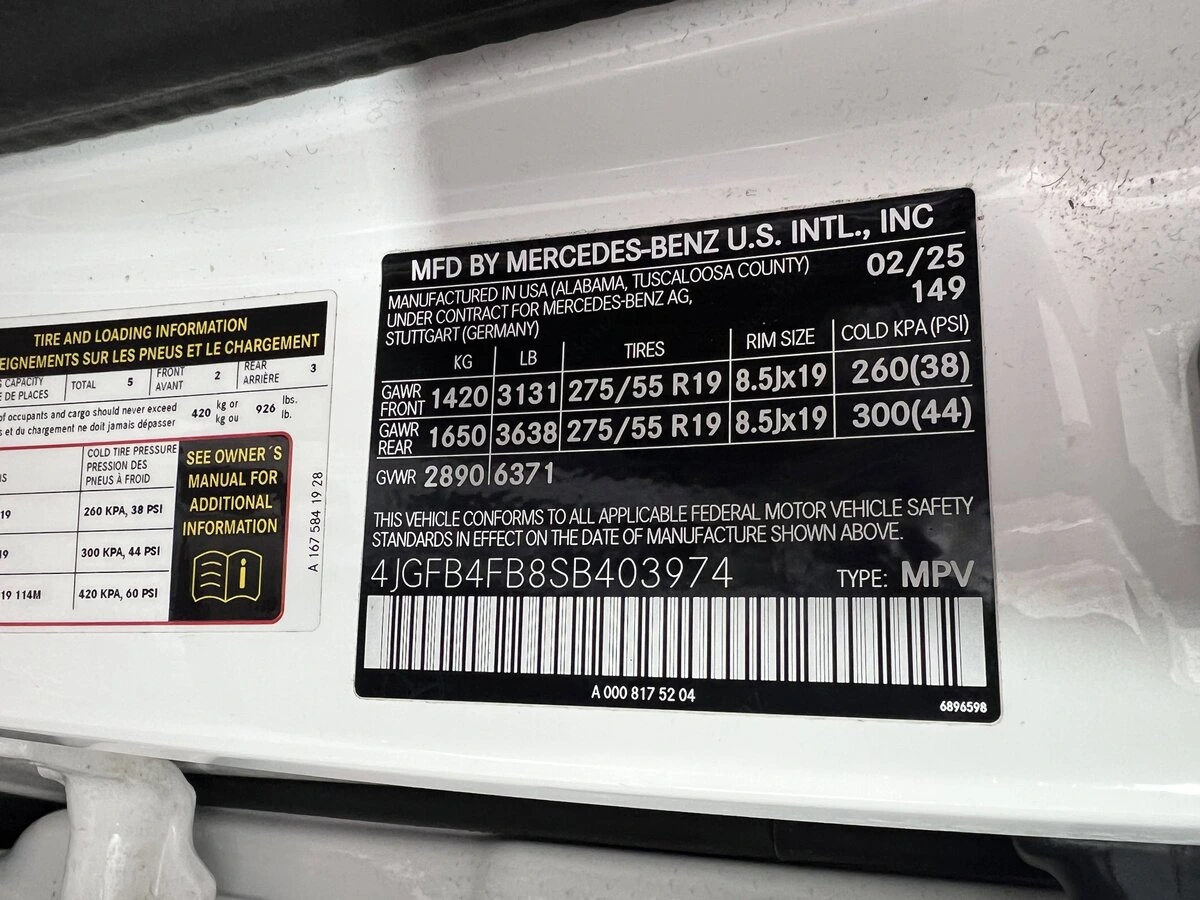 TIRE AND LOADING INFORMATION
EIGNEMENTS SUR LES PNEUS ET LE CHARGEMENT
CAPACITY
DE PLACES
TOTAL 5
FRONT
AVANT 2
REAR
ARRIÈRE 3
of occupants and cargo should never exceed
et du chargement ne doit jamais dépasser
420 kg or
kg ou
926 lbs.
lb.
COLD TIRE PRESSURE
PRESSION DES
PNEUS À FROID
19 260 KPA, 38 PSI
19 300 KPA, 44 PSI
19 114M 420 KPA, 60 PSI
SEE OWNER´S
MANUAL FOR
ADDITIONAL
INFORMATION
i
A 167 584 19 28
MFD BY MERCEDES-BENZ U.S. INTL., INC
MANUFACTURED IN USA (ALABAMA, TUSCALOOSA COUNTY) 02/25
UNDER CONTRACT FOR MERCEDES-BENZ AG, 149
STUTTGART (GERMANY)
KG LB TIRES RIM SIZE COLD KPA (PSI)
GAWR
FRONT 1420 3131 275/55 R19 8.5Jx19 260(38)
GAWR
REAR 1650 3638 275/55 R19 8.5Jx19 300(44)
GVWR 2890 6371
THIS VEHICLE CONFORMS TO ALL APPLICABLE FEDERAL MOTOR VEHICLE SAFETY
STANDARDS IN EFFECT ON THE DATE OF MANUFACTURE SHOWN ABOVE.
4JGFB4FB8SB403974 TYPE: MPV
A 000 817 52 04
6896598